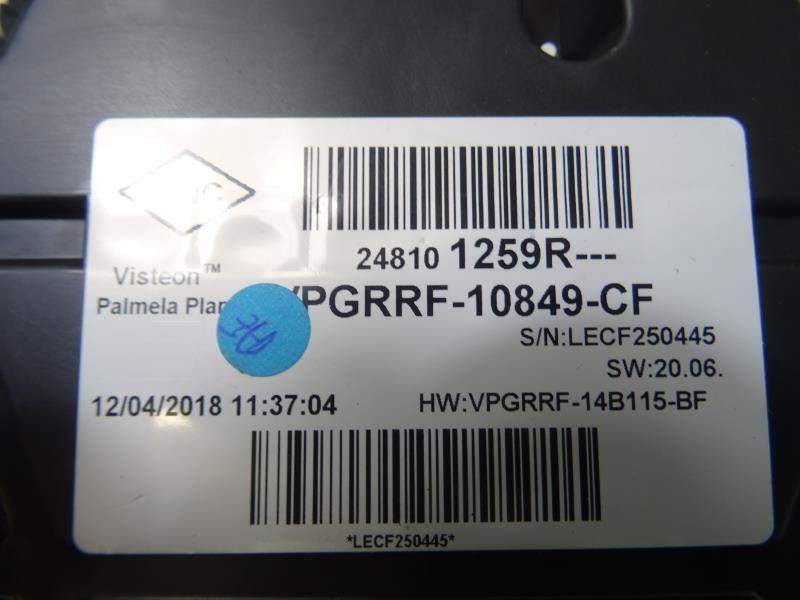 IC
24810 1259R---
Visteon™
VPGRRF-10849-CF
Palmela
S/N:LECF250445
SW:20.06.
12/04/2018 11:37:04
HW:VPGRRF-14B115-BF
*LECF250445*